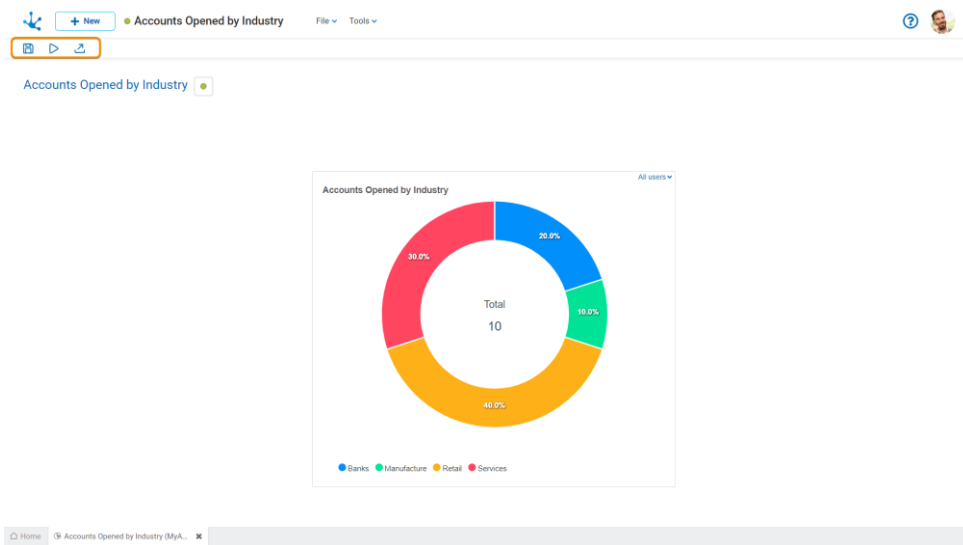 + New Accounts Opened by Industry File Tools
Accounts Opened by Industry
All users
Accounts Opened by Industry
20.0%
30.0%
Total
10.0%
10
40.0%
Banks Manufacture Retail Services
Home Accounts Opened by Industry (MyA...